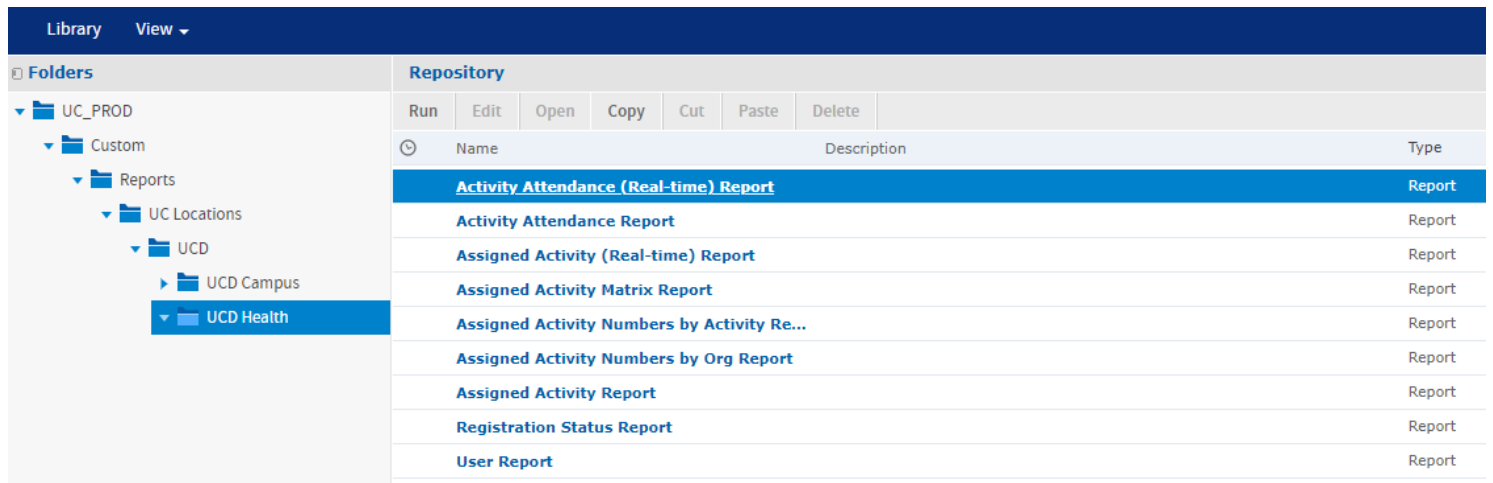 Library View
Folders
UC_PROD
Custom
Reports
UC Locations
UCD
UCD Campus
UCD Health
Repository
Run Edit Open Copy Cut Paste Delete
Name Description Type
Activity Attendance (Real-time) Report Report
Activity Attendance Report Report
Assigned Activity (Real-time) Report Report
Assigned Activity Matrix Report Report
Assigned Activity Numbers by Activity Re... Report
Assigned Activity Numbers by Org Report Report
Assigned Activity Report Report
Registration Status Report Report
User Report Report